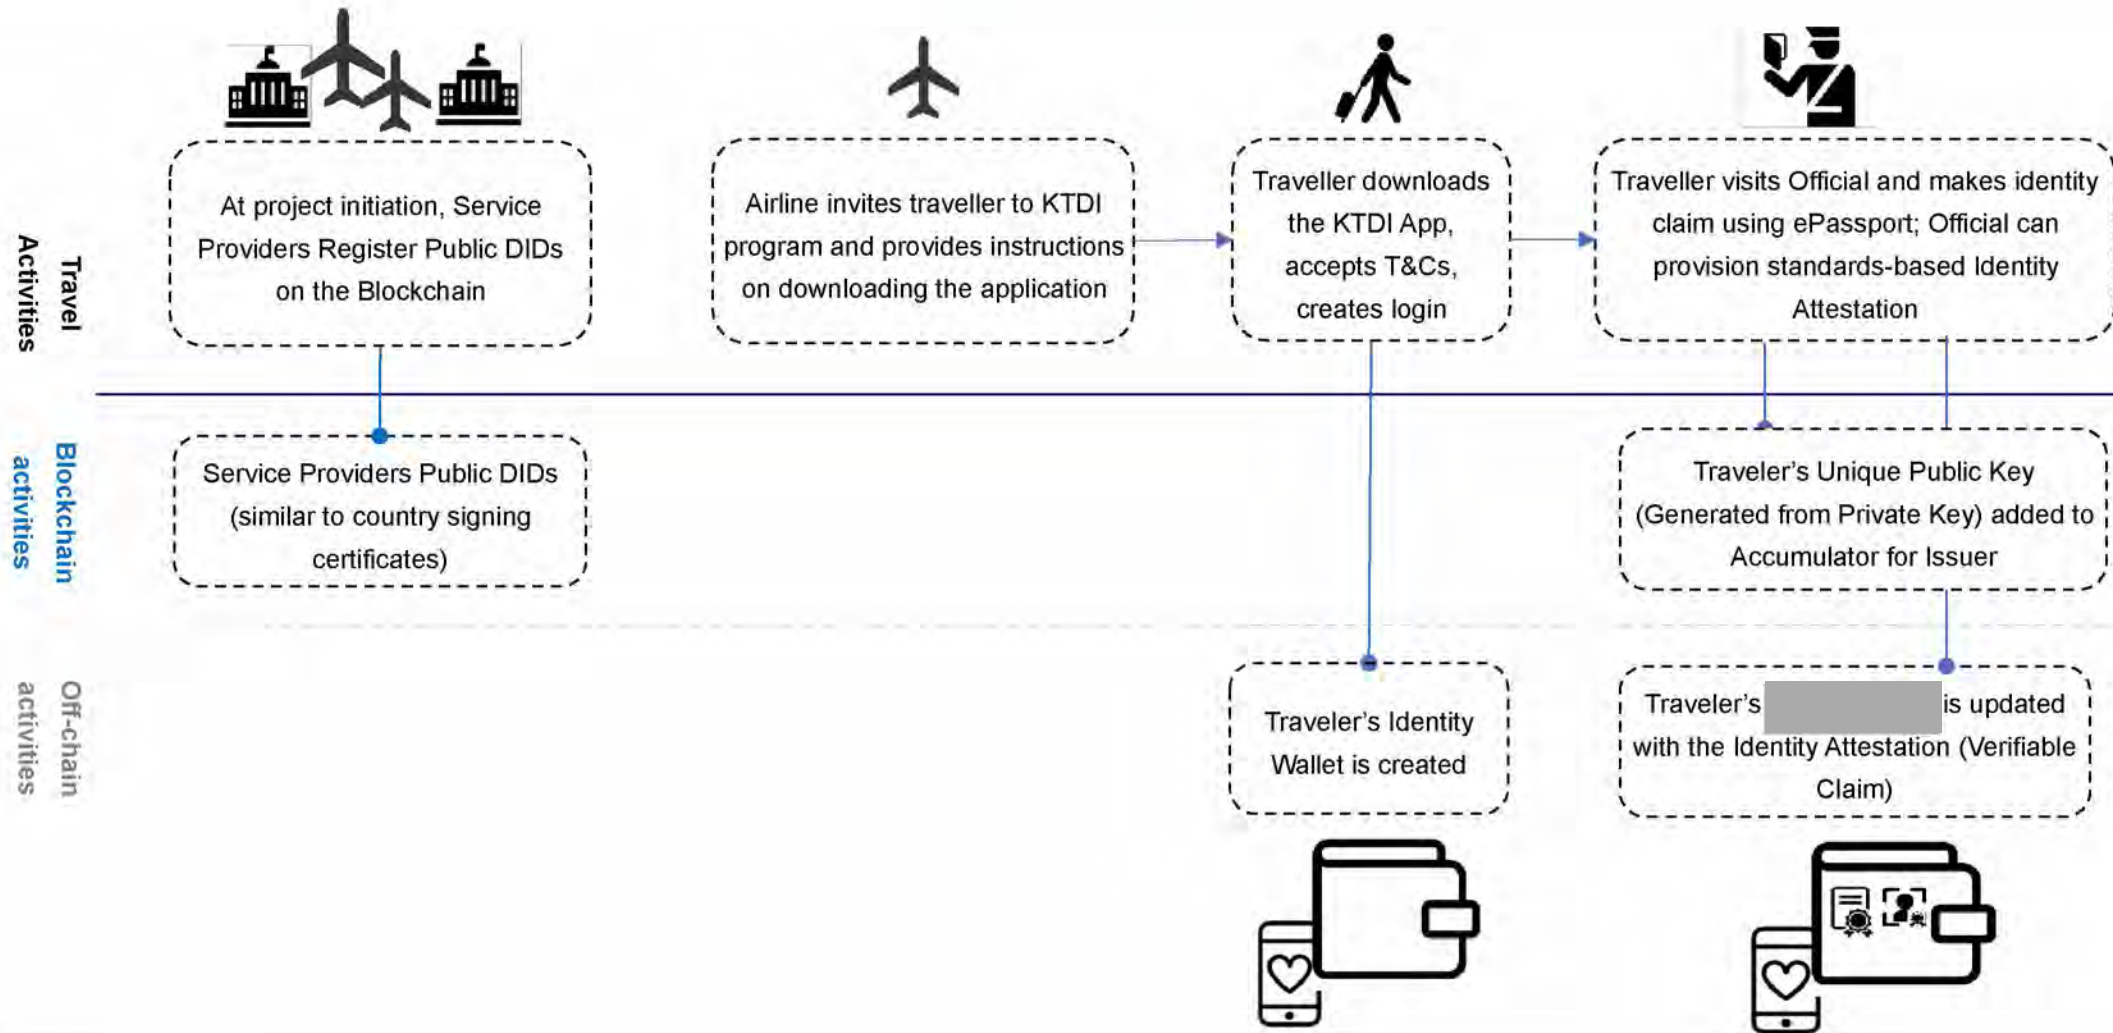 Travel
Activities
At project initiation, Service
Providers Register Public DIDs
on the Blockchain
Airline invites traveller to KTDI
program and provides instructions
on downloading the application
Traveller downloads
the KTDI App,
accepts T&Cs,
creates login
Traveller visits Official and makes identity
claim using ePassport; Official can
provision standards-based Identity
Attestation
Blockchain
activities
Service Providers Public DIDs
(similar to country signing
certificates)
Traveler's Unique Public Key
(Generated from Private Key) added to
Accumulator for Issuer
Off-chain
activities
Traveler's Identity
Wallet is created
Traveler's is updated
with the Identity Attestation (Verifiable
Claim)